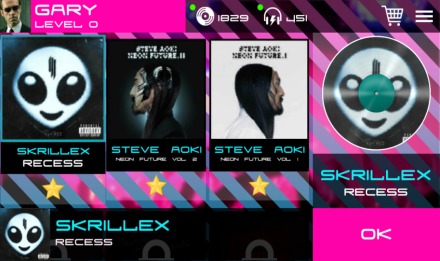 GARY
LEVEL 0
1829
451
STEVE AOKI
NEON FUTURE.II
STEVE AOKI
NEON FUTURE.I
SKRILLEX
RECESS
STEVE AOKI
NEON FUTURE VOL 2
STEVE AOKI
NEON FUTURE VOL 1
SKRILLEX
RECESS
SKRILLEX
RECESS
OK